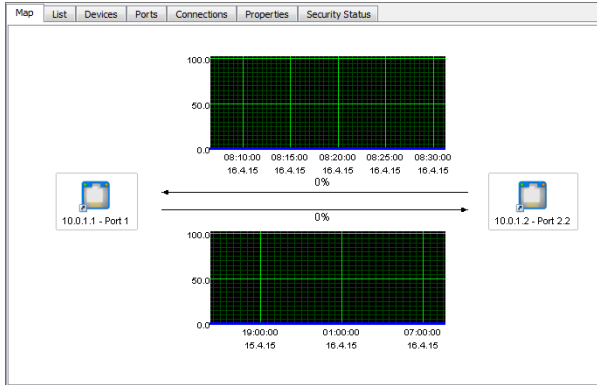 Map List Devices Ports Connections Properties Security Status
100.0
50.0
0.0
08:10:00 08:15:00 08:20:00 08:25:00 08:30:00
16.4.15 16.4.15 16.4.15 16.4.15 16.4.15
0%
10.0.1.1 - Port 1
10.0.1.2 - Port 2.2
0%
100.0
50.0
0.0
19:00:00 01:00:00 07:00:00
15.4.15 16.4.15 16.4.15